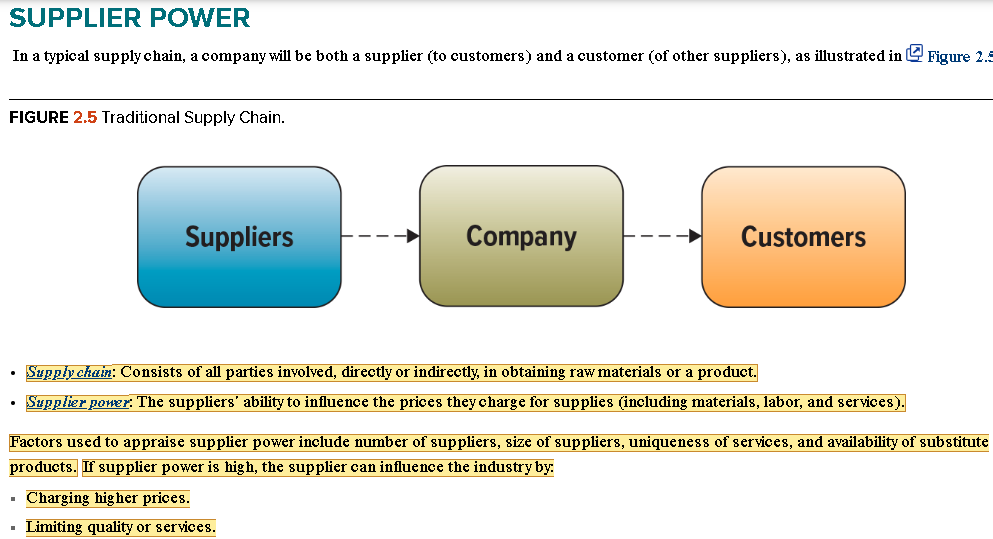 SUPPLIER POWER
In a typical supply chain, a company will be both a supplier (to customers) and a customer (of other suppliers), as illustrated in Figure 2.5
FIGURE 2.5 Traditional Supply Chain.
Suppliers Company Customers
• Supply chain: Consists of all parties involved, directly or indirectly, in obtaining raw materials or a product.
• Supplier power: The suppliers' ability to influence the prices they charge for supplies (including materials, labor, and services).
Factors used to appraise supplier power include number of suppliers, size of suppliers, uniqueness of services, and availability of substitute
products. If supplier power is high, the supplier can influence the industry by:
▪ Charging higher prices.
▪ Limiting quality or services.